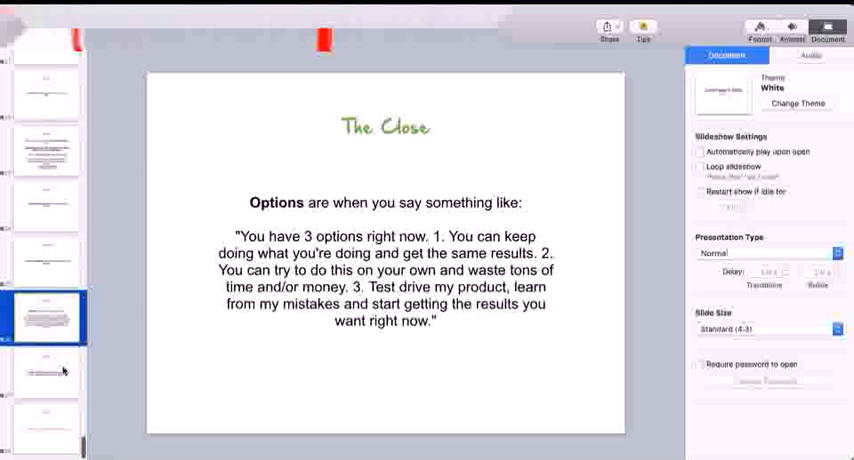 Share
Tips
Format
Animate
Document
Document
Audio
The Close
Options are when you say something like:
"You have 3 options right now. 1. You can keep
doing what you're doing and get the same results. 2.
You can try to do this on your own and waste tons of
time and/or money. 3. Test drive my product, learn
from my mistakes and start getting the results you
want right now."
Theme
White
Change Theme
Slideshow Settings
Automatically play upon open
Loop slideshow
Restart show if idle for
Presentation Type
Normal
Delay:
Transitions
Builds
Slide Size
Standard (4:3)
Require password to open